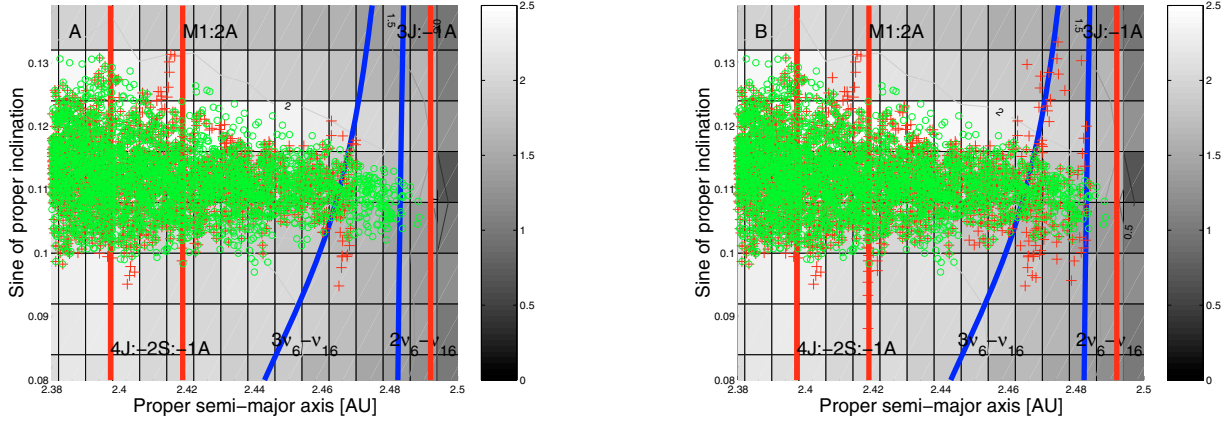 A
M1:2A
1.5
3J:−1A
2
4J:−2S:−1A
3ν6−ν16
2ν6−ν16
0.13
0.12
0.11
0.1
0.09
0.08
2.38
2.4
2.42
2.44
2.46
2.48
2.5
Sine of proper inclination
Proper semi−major axis [AU]
2.5
2
1.5
1
0.5
0
B
M1:2A
1.5
3J:−1A
2
0.5
4J:−2S:−1A
3ν6−ν16
2ν6−ν16
0.13
0.12
0.11
0.1
0.09
0.08
2.38
2.4
2.42
2.44
2.46
2.48
2.5
Sine of proper inclination
Proper semi−major axis [AU]
2.5
2
1.5
1
0.5
0